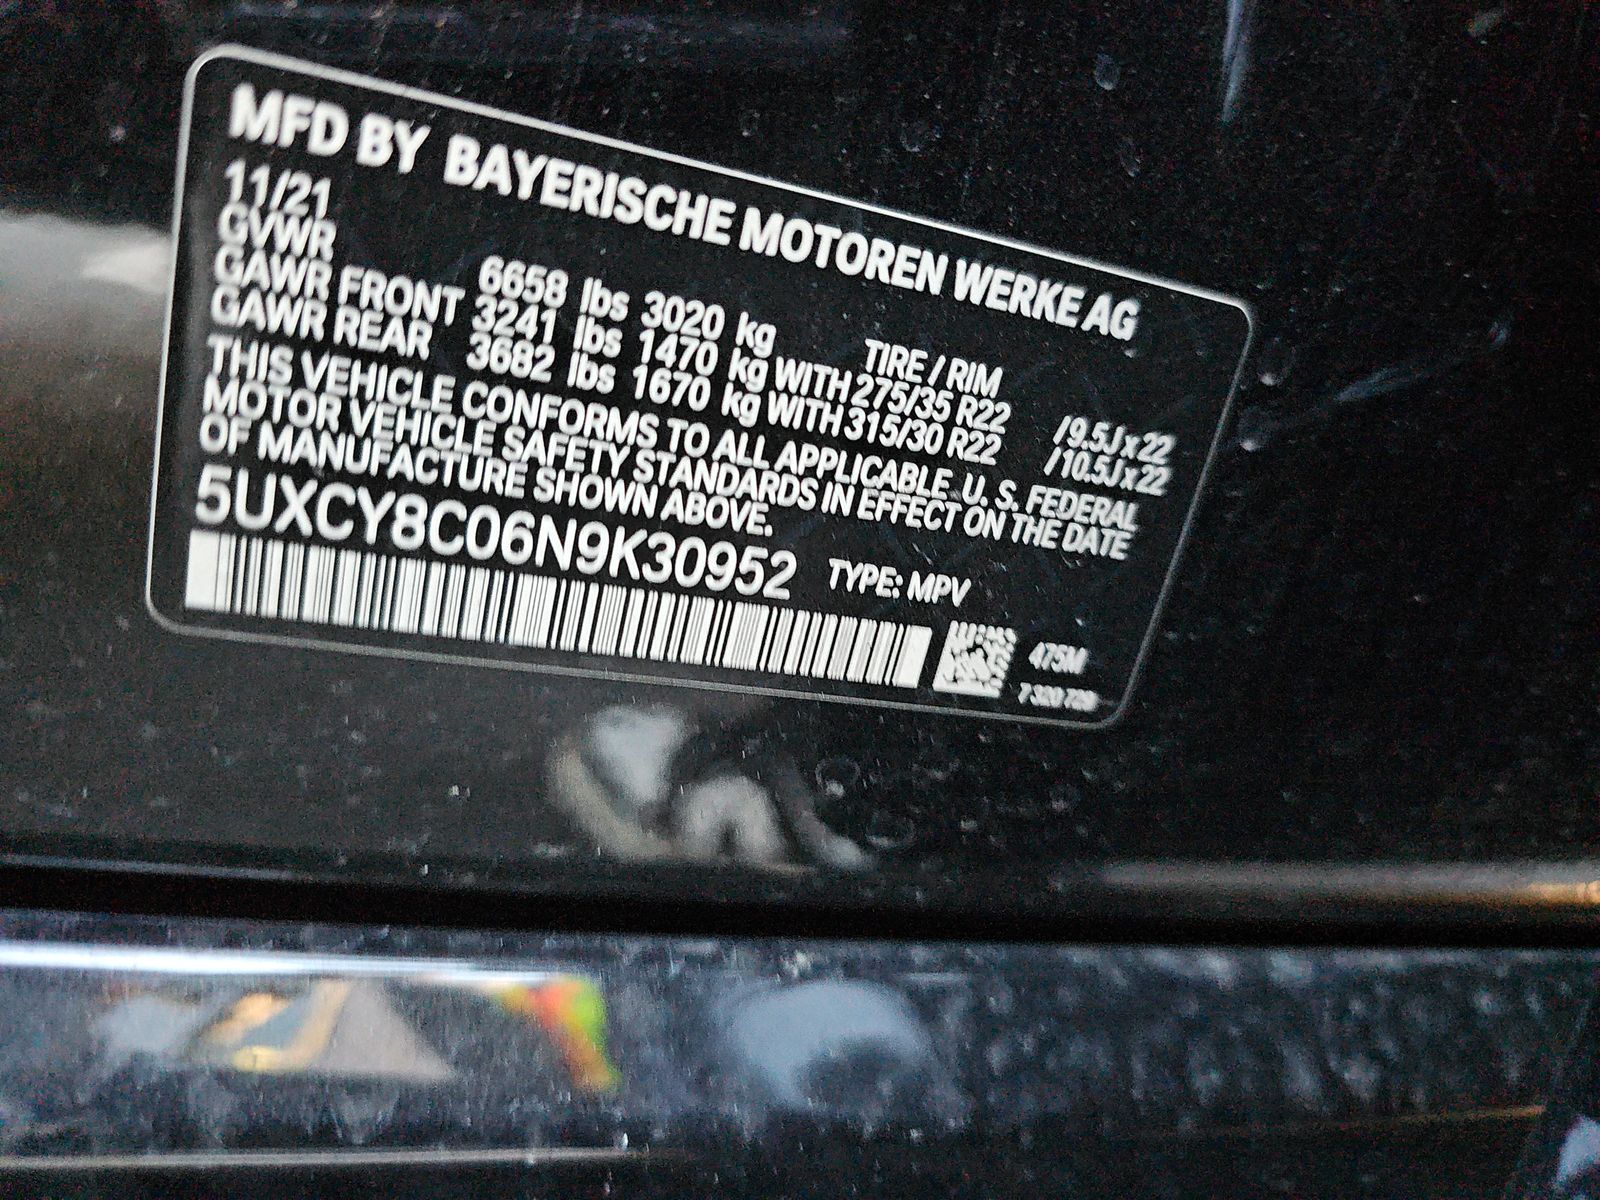 MFD BY BAYERISCHE MOTOREN WERKE AG
11/21
GVWR 6658 lbs 3020 kg TIRE / RIM
GAWR FRONT 3241 lbs 1470 kg WITH 275/35 R22 /9.5Jx22
GAWR REAR 3682 lbs 1670 kg WITH 315/30 R22 /10.5Jx22
THIS VEHICLE CONFORMS TO ALL APPLICABLE U. S. FEDERAL
MOTOR VEHICLE SAFETY STANDARDS IN EFFECT ON THE DATE
OF MANUFACTURE SHOWN ABOVE.
5UXCY8C06N9K30952 TYPE: MPV
475M
7 320 729